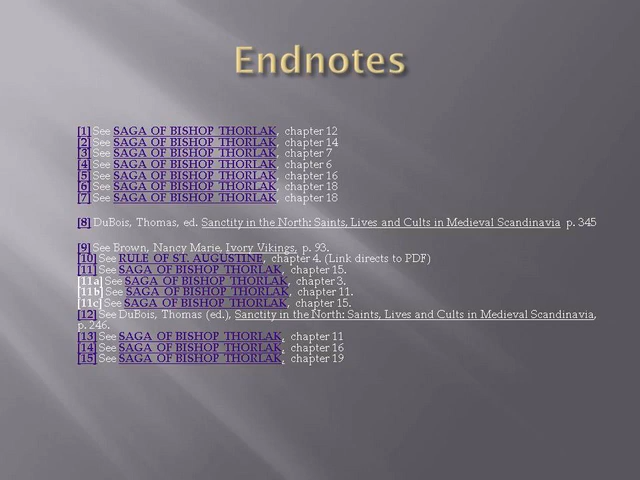 Endnotes
[1] See SAGA OF BISHOP THORLAK, chapter 12
[2] See SAGA OF BISHOP THORLAK, chapter 14
[3] See SAGA OF BISHOP THORLAK, chapter 7
[4] See SAGA OF BISHOP THORLAK, chapter 6
[5] See SAGA OF BISHOP THORLAK, chapter 16
[6] See SAGA OF BISHOP THORLAK, chapter 18
[7] See SAGA OF BISHOP THORLAK, chapter 18
[8] DuBois, Thomas, ed. Sanctity in the North: Saints, Lives and Cults in Medieval Scandinavia p. 345
[9] See Brown, Nancy Marie, Ivory Vikings, p. 93.
[10] See RULE OF ST. AUGUSTINE, chapter 4. (Link directs to PDF)
[11] See SAGA OF BISHOP THORLAK, chapter 15.
[11a] See SAGA OF BISHOP THORLAK, chapter 3.
[11b] See SAGA OF BISHOP THORLAK, chapter 11.
[11c] See SAGA OF BISHOP THORLAK, chapter 15.
[12] See DuBois, Thomas (ed.), Sanctity in the North: Saints, Lives and Cults in Medieval Scandinavia,
p. 246.
[13] See SAGA OF BISHOP THORLAK, chapter 11
[14] See SAGA OF BISHOP THORLAK, chapter 16
[15] See SAGA OF BISHOP THORLAK, chapter 19